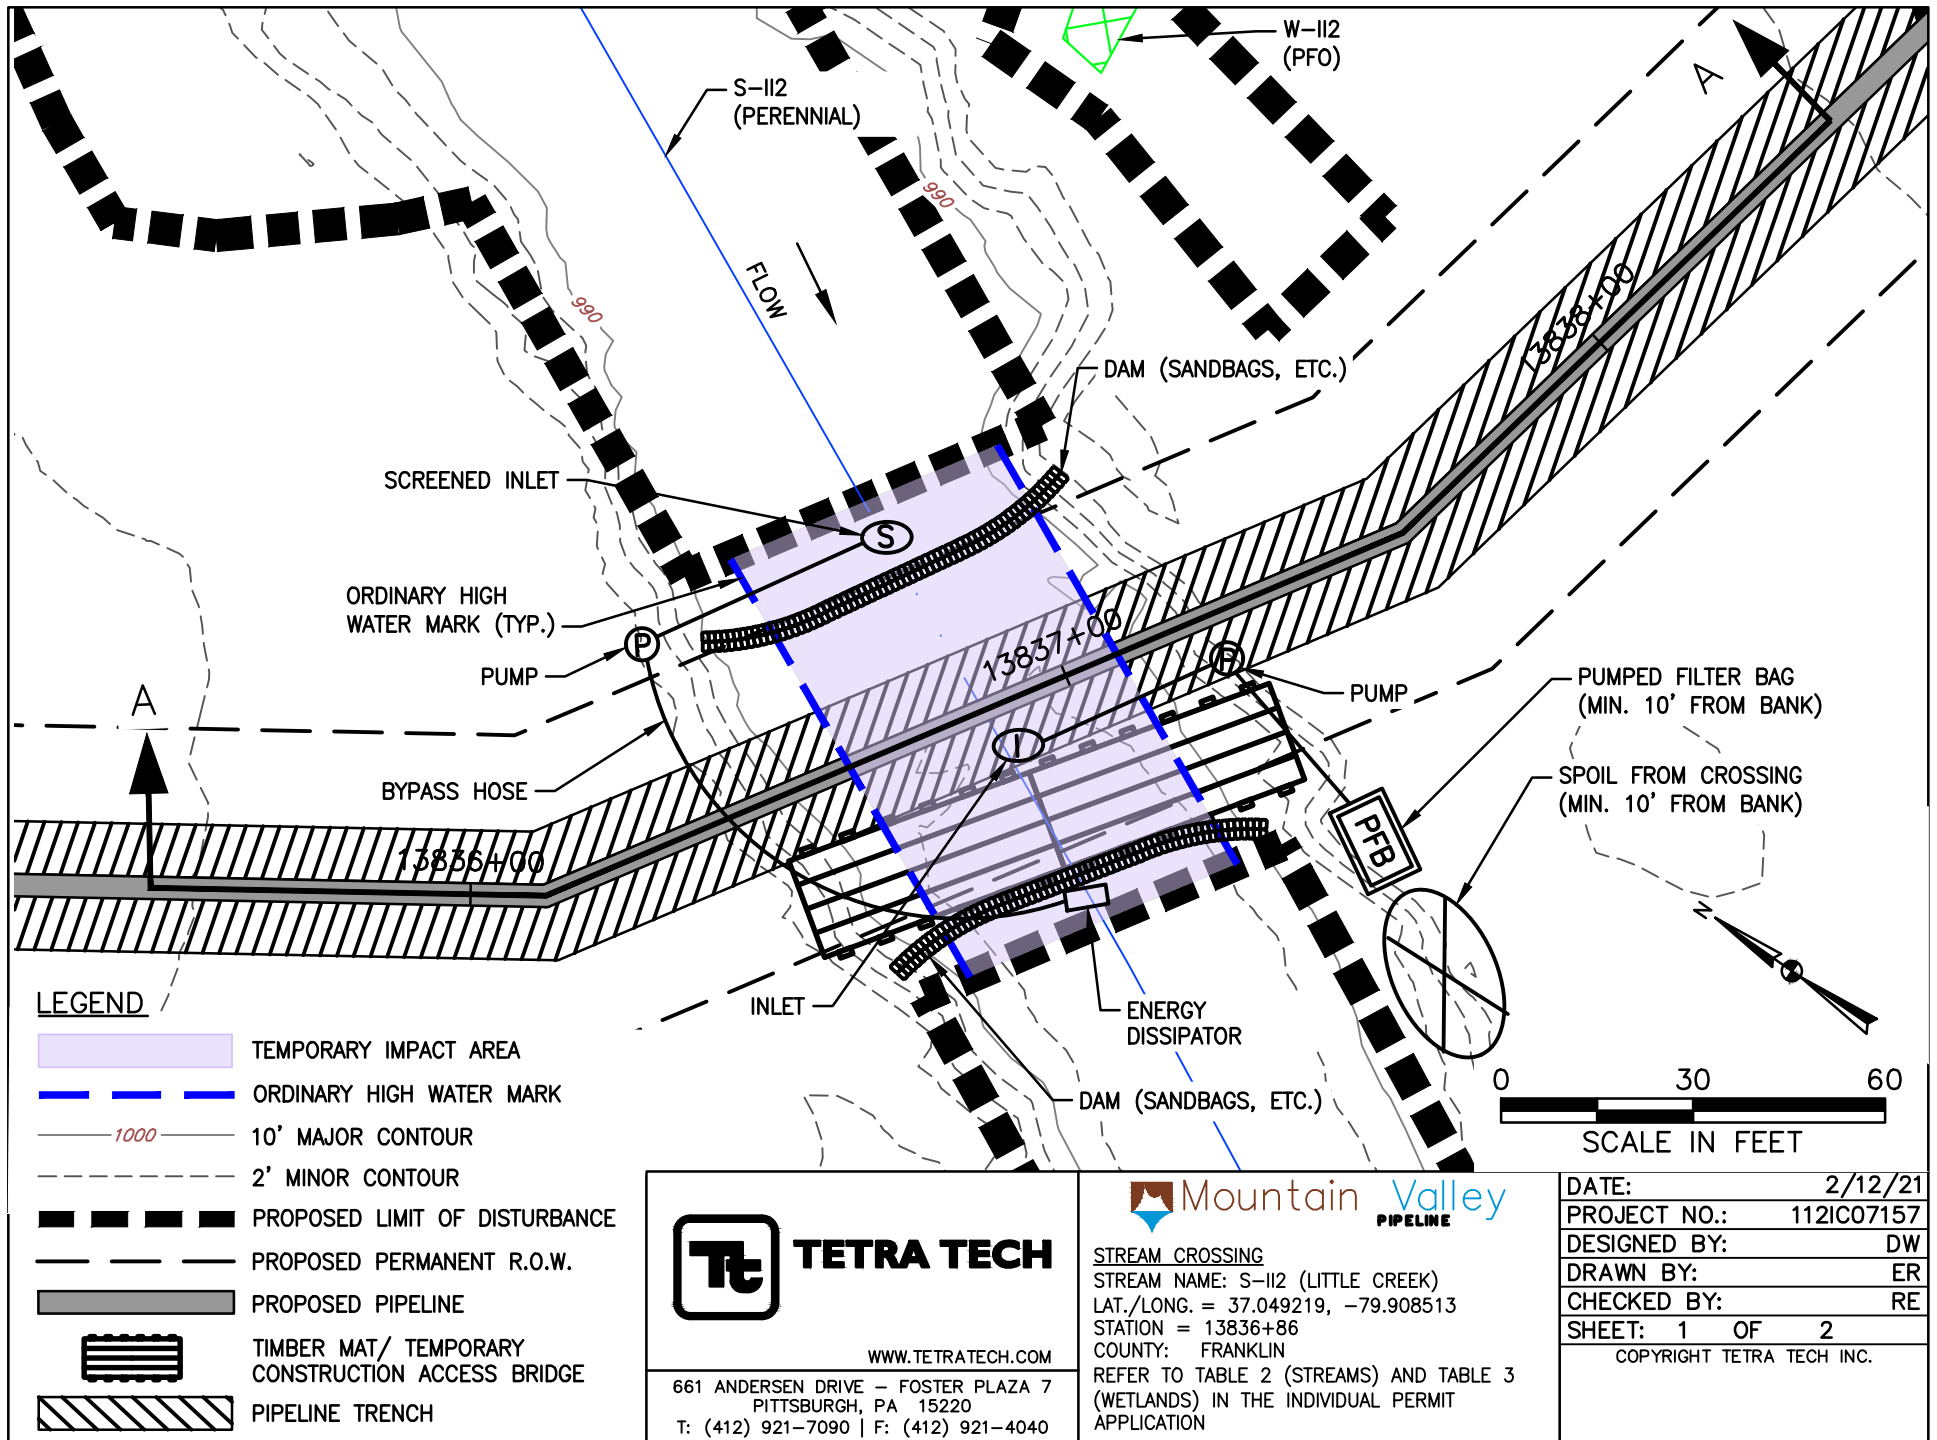 W-112
(PFO)
A
S-112
(PERENNIAL)
990
990
FLOW
13838+00
DAM (SANDBAGS, ETC.)
SCREENED INLET
S
ORDINARY HIGH
WATER MARK (TYP.)
P
PUMP
13837+00
P
PUMP
PUMPED FILTER BAG
(MIN. 10' FROM BANK)
A
I
BYPASS HOSE
SPOIL FROM CROSSING
(MIN. 10' FROM BANK)
PFB
13836+00
N
INLET
ENERGY
DISSIPATOR
DAM (SANDBAGS, ETC.)
LEGEND
TEMPORARY IMPACT AREA
ORDINARY HIGH WATER MARK
1000
10' MAJOR CONTOUR
2' MINOR CONTOUR
PROPOSED LIMIT OF DISTURBANCE
PROPOSED PERMANENT R.O.W.
PROPOSED PIPELINE
TIMBER MAT/ TEMPORARY
CONSTRUCTION ACCESS BRIDGE
PIPELINE TRENCH
0 30 60
SCALE IN FEET
Tt
TETRA TECH
WWW.TETRATECH.COM
661 ANDERSEN DRIVE – FOSTER PLAZA 7
PITTSBURGH, PA 15220
T: (412) 921-7090 | F: (412) 921-4040
Mountain Valley
PIPELINE
STREAM CROSSING
STREAM NAME: S-112 (LITTLE CREEK)
LAT./LONG. = 37.049219, -79.908513
STATION = 13836+86
COUNTY: FRANKLIN
REFER TO TABLE 2 (STREAMS) AND TABLE 3
(WETLANDS) IN THE INDIVIDUAL PERMIT
APPLICATION
DATE: 2/12/21
PROJECT NO.: 112IC07157
DESIGNED BY: DW
DRAWN BY: ER
CHECKED BY: RE
SHEET: 1 OF 2
COPYRIGHT TETRA TECH INC.